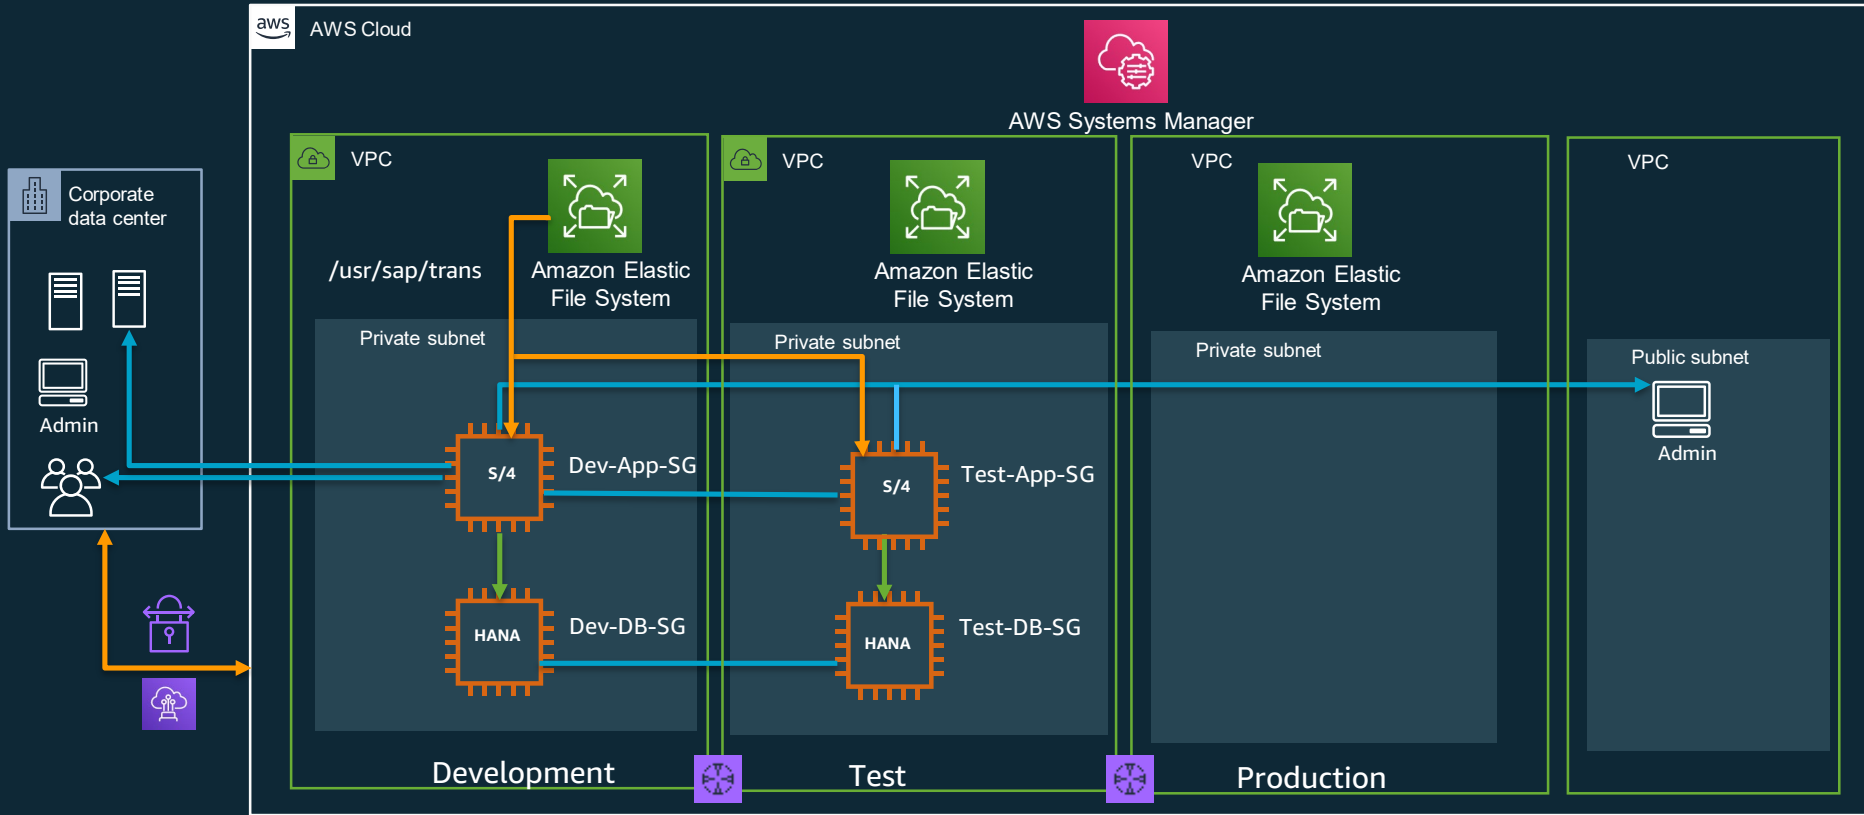 aws
AWS Cloud
AWS Systems Manager
Corporate
data center
Admin
VPC
/usr/sap/trans
Amazon Elastic
File System
Private subnet
S/4
Dev-App-SG
HANA
Dev-DB-SG
Development
VPC
Amazon Elastic
File System
Private subnet
S/4
Test-App-SG
HANA
Test-DB-SG
Test
VPC
Amazon Elastic
File System
Private subnet
Production
VPC
Public subnet
Admin